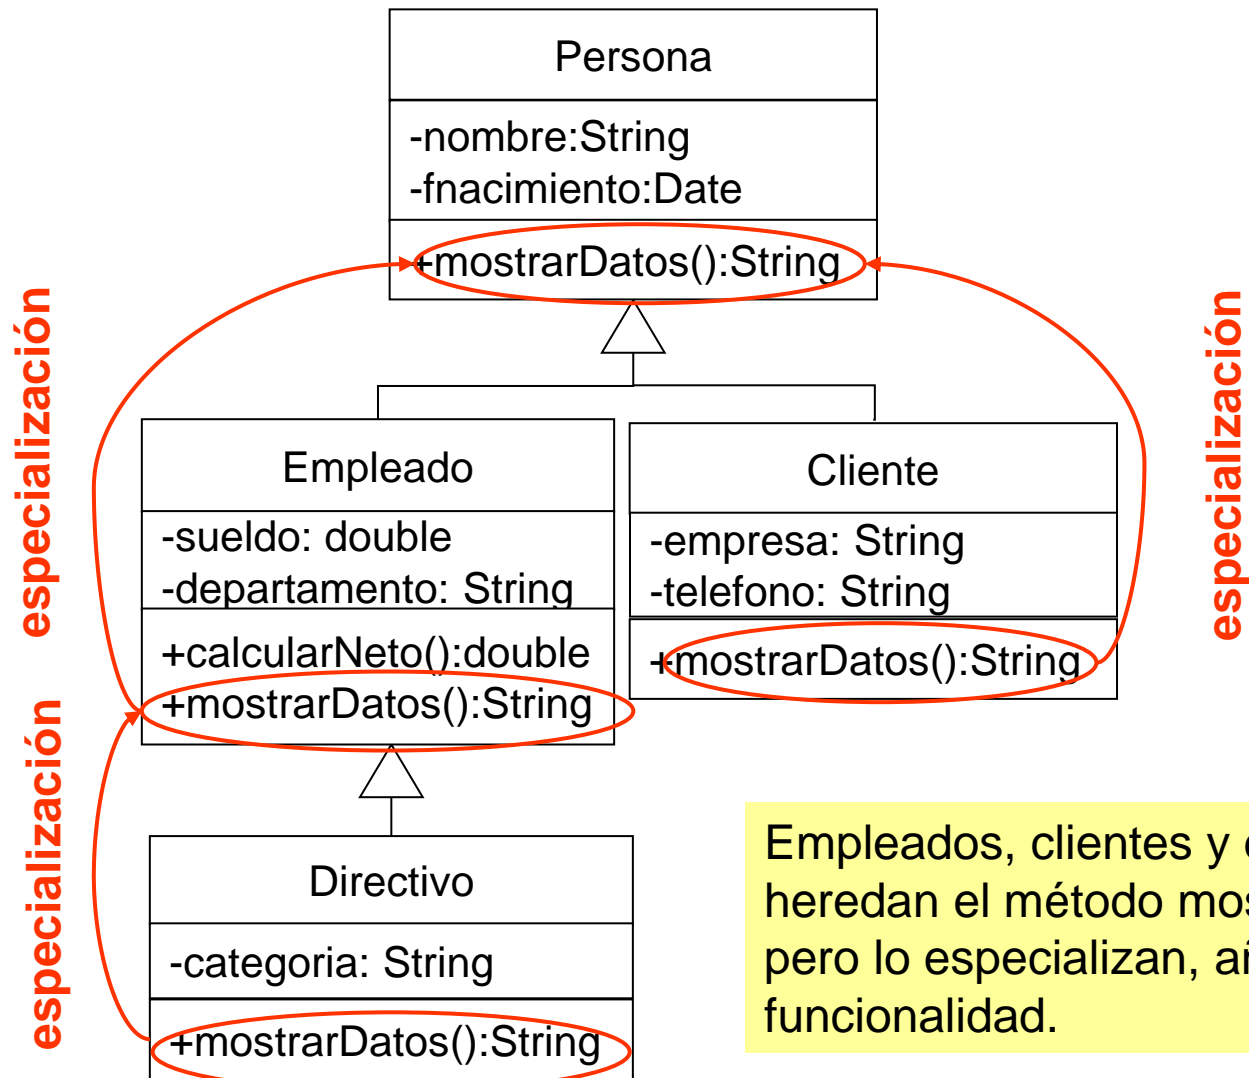 Persona
-nombre:String
-fnacimiento:Date
+mostrarDatos():String
especialización
especialización
Empleado
-sueldo: double
-departamento: String
+calcularNeto():double
+mostrarDatos():String
Cliente
-empresa: String
-telefono: String
+mostrarDatos():String
especialización
Directivo
-categoria: String
+mostrarDatos():String
Empleados, clientes y
heredan el método
pero lo especializan,
funcionalidad.